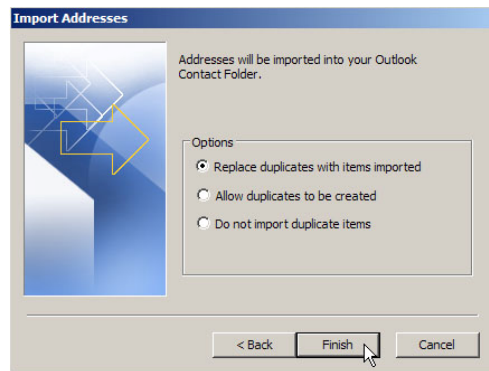 Import Addresses
Addresses will be imported into your Outlook
Contact Folder.
Options
Replace duplicates with items imported
Allow duplicates to be created
Do not import duplicate items
< Back Finish Cancel